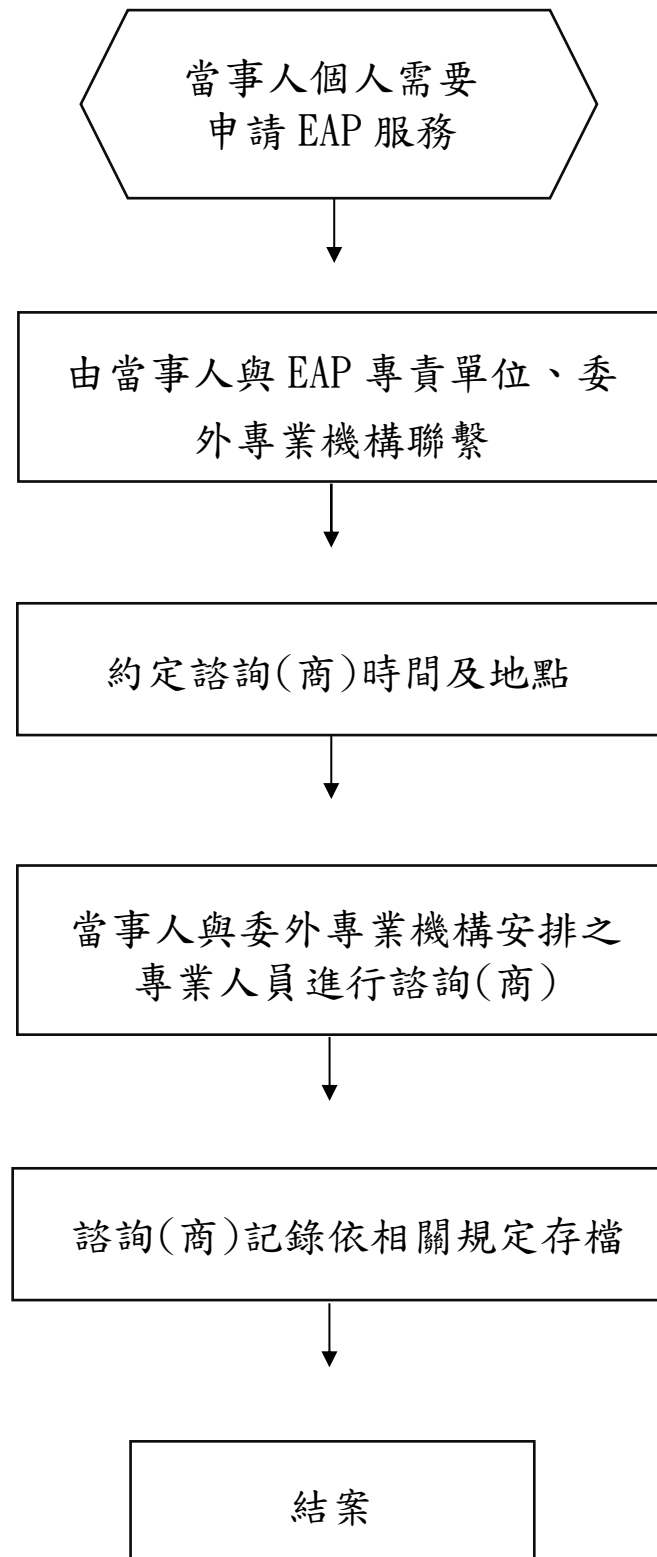 當事人個人需要
申請 EAP 服務
由當事人與 EAP 專責單位、委
外專業機構聯繫
約定諮詢(商)時間及地點
當事人與委外專業機構安排之
專業人員進行諮詢(商)
諮詢(商)記錄依相關規定存檔
結案